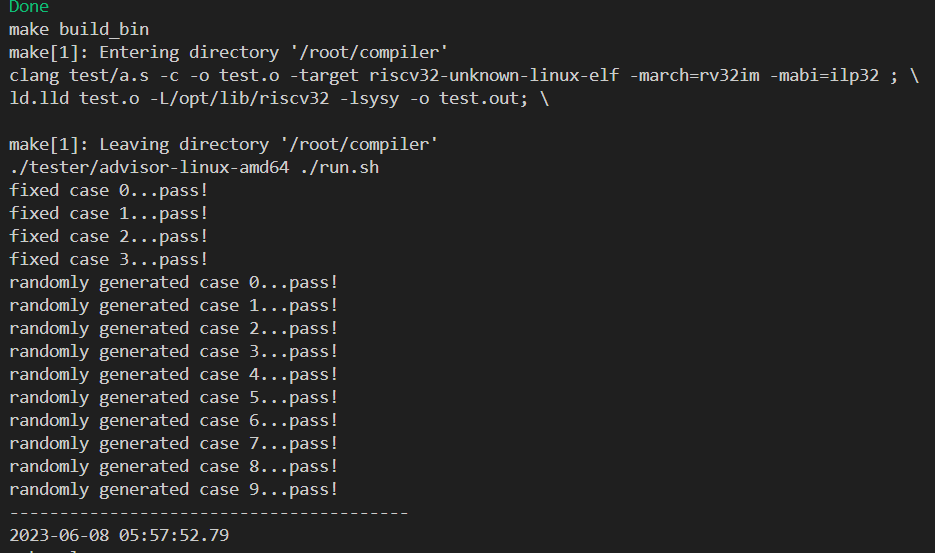 Done
make build_bin
make[1]: Entering directory '/root/compiler'
clang test/a.s -c -o test.o -target riscv32-unknown-linux-elf -march=rv32im -mabi=ilp32 ; \
ld.lld test.o -L/opt/lib/riscv32 -lsysy -o test.out; \
make[1]: Leaving directory '/root/compiler'
./tester/advisor-linux-amd64 ./run.sh
fixed case 0...pass!
fixed case 1...pass!
fixed case 2...pass!
fixed case 3...pass!
randomly generated case 0...pass!
randomly generated case 1...pass!
randomly generated case 2...pass!
randomly generated case 3...pass!
randomly generated case 4...pass!
randomly generated case 5...pass!
randomly generated case 6...pass!
randomly generated case 7...pass!
randomly generated case 8...pass!
randomly generated case 9...pass!
----------------------------------------
2023-06-08 05:57:52.79